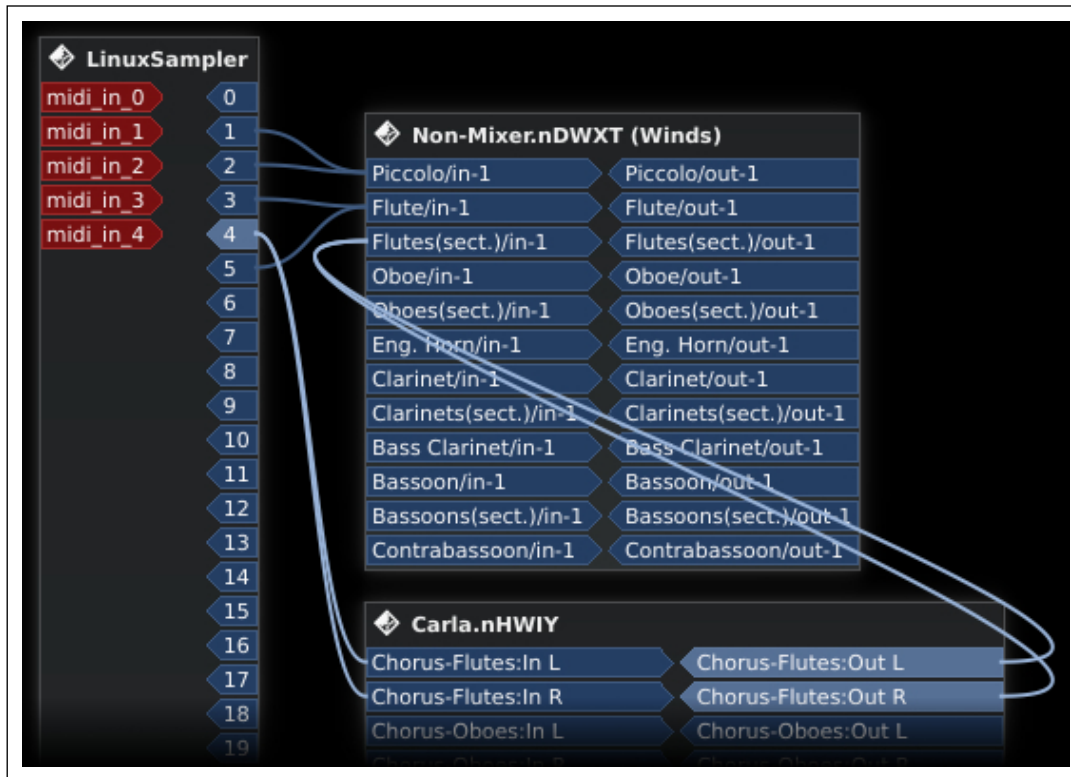 LinuxSampler
midi_in_0 0
midi_in_1 1
midi_in_2 2
midi_in_3 3
midi_in_4 4
5
6
7
8
9
10
11
12
13
14
15
16
17
18
19
Non-Mixer.nDWXT (Winds)
Piccolo/in-1 Piccolo/out-1
Flute/in-1 Flute/out-1
Flutes(sect.)/in-1 Flutes(sect.)/out-1
Oboe/in-1 Oboe/out-1
Oboes(sect.)/in-1 Oboes(sect.)/out-1
Eng. Horn/in-1 Eng. Horn/out-1
Clarinet/in-1 Clarinet/out-1
Clarinets(sect.)/in-1 Clarinets(sect.)/out-1
Bass Clarinet/in-1 Bass Clarinet/out-1
Bassoon/in-1 Bassoon/out-1
Bassoons(sect.)/in-1 Bassoons(sect.)/out-1
Contrabassoon/in-1 Contrabassoon/out-1
Carla.nHWIY
Chorus-Flutes:In L Chorus-Flutes:Out L
Chorus-Flutes:In R Chorus-Flutes:Out R
Chorus-Oboes:In L Chorus-Oboes:Out L
Chorus-Oboes:In R Chorus-Oboes:Out R